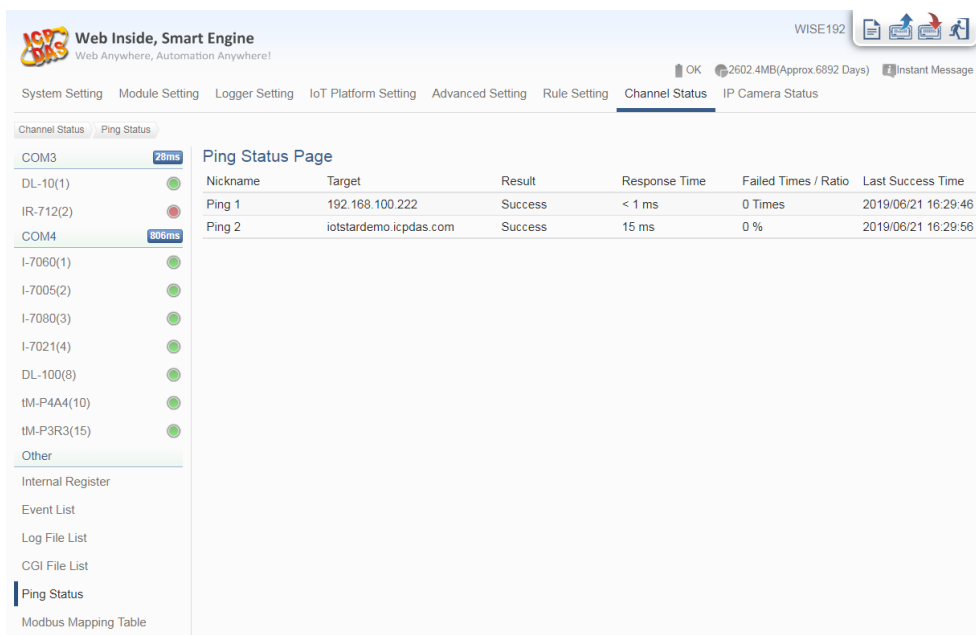 ICP DAS
Web Inside, Smart Engine
Web Anywhere, Automation Anywhere!
WISE192
OK 2602.4MB(Approx.6892 Days) Instant Message
System Setting Module Setting Logger Setting IoT Platform Setting Advanced Setting Rule Setting Channel Status IP Camera Status
Channel Status Ping Status
COM3 28ms
DL-10(1)
IR-712(2)
COM4 806ms
I-7060(1)
I-7005(2)
I-7080(3)
I-7021(4)
DL-100(8)
tM-P4A4(10)
tM-P3R3(15)
Other
Internal Register
Event List
Log File List
CGI File List
Ping Status
Modbus Mapping Table
Ping Status Page
Nickname Target Result Response Time Failed Times / Ratio Last Success Time
Ping 1 192.168.100.222 Success < 1 ms 0 Times 2019/06/21 16:29:46
Ping 2 iotstardemo.icpdas.com Success 15 ms 0 % 2019/06/21 16:29:56